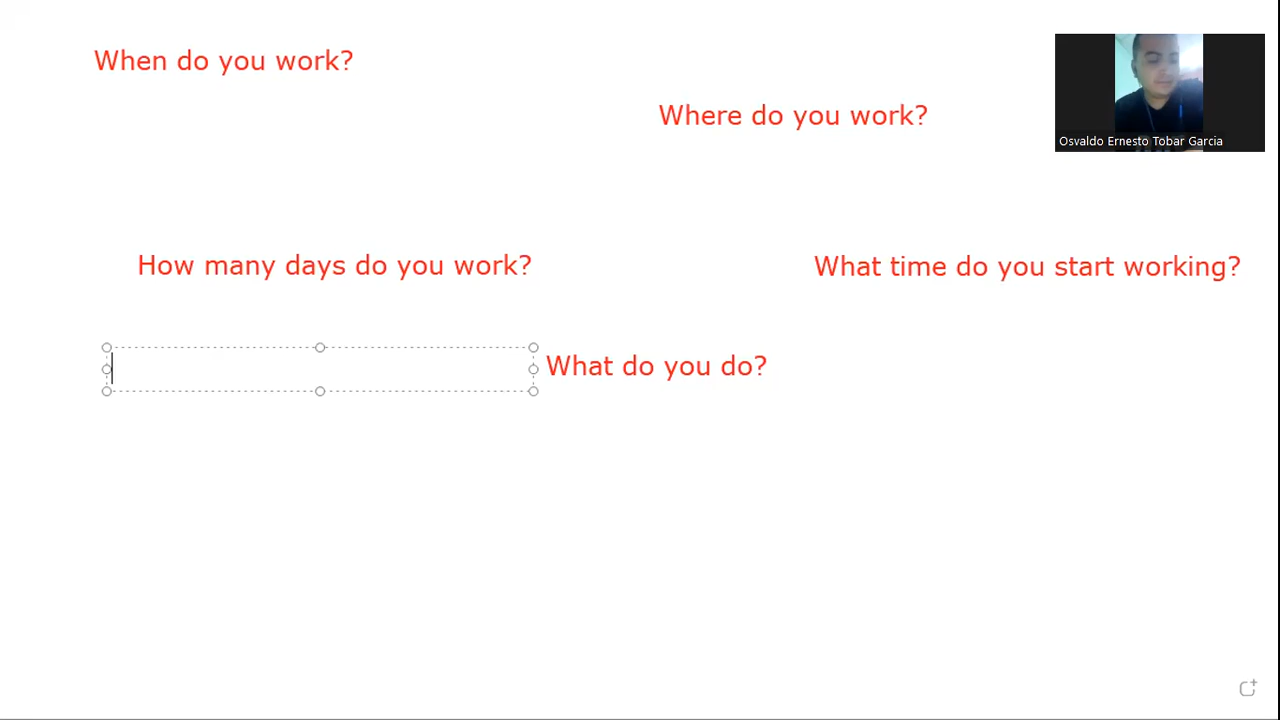 When do you work?
Where do you work?
Osvaldo Ernesto Tobar Garcia
How many days do you work?
What time do you start working?
What do you do?